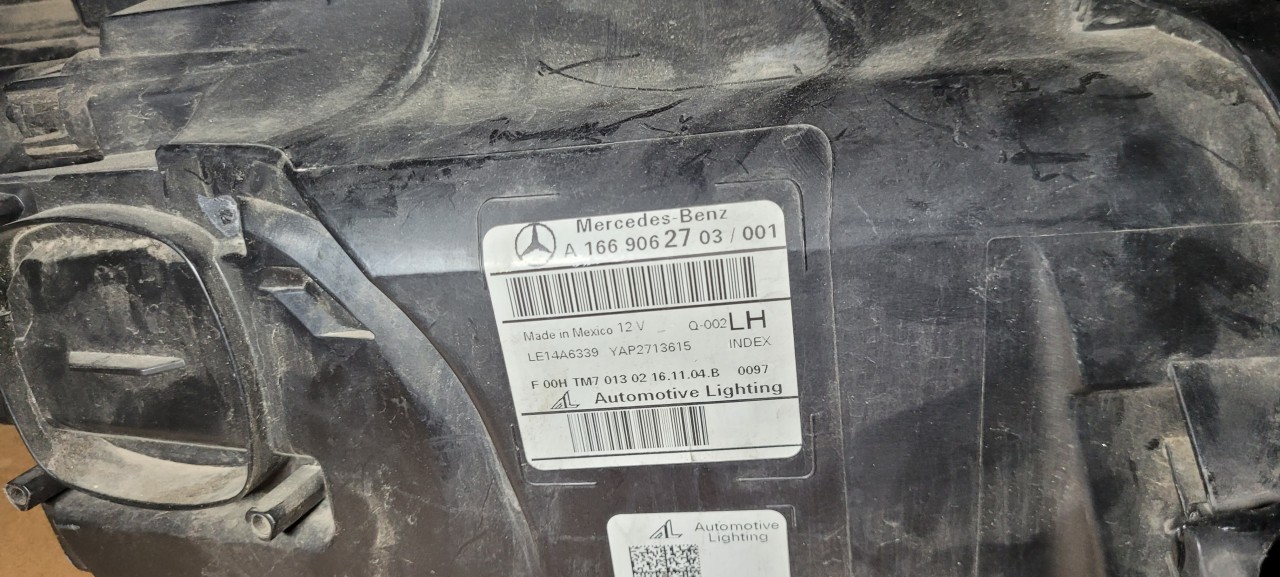 Mercedes-Benz
A 166 906 27 03 / 001
Made in Mexico 12 V Q-002 LH
LE14A6339 YAP2713615 INDEX
F 00H TM7 013 02 16.11.04.B 0097
Automotive Lighting
Automotive
Lighting